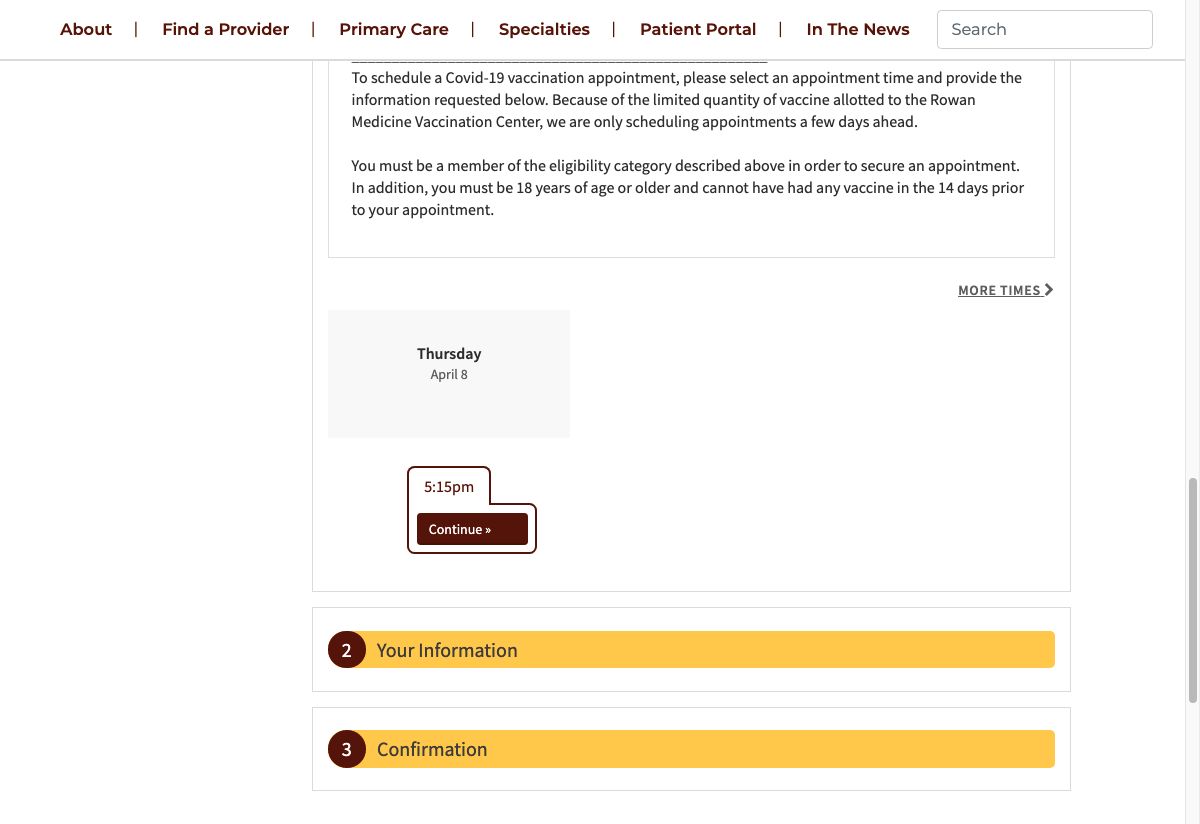 About | Find a Provider | Primary Care | Specialties | Patient Portal | In The News Search
To schedule a Covid-19 vaccination appointment, please select an appointment time and provide the
information requested below. Because of the limited quantity of vaccine allotted to the Rowan
Medicine Vaccination Center, we are only scheduling appointments a few days ahead.
You must be a member of the eligibility category described above in order to secure an appointment.
In addition, you must be 18 years of age or older and cannot have had any vaccine in the 14 days prior
to your appointment.
MORE TIMES
Thursday
April 8
5:15pm
Continue »
2 Your Information
3 Confirmation